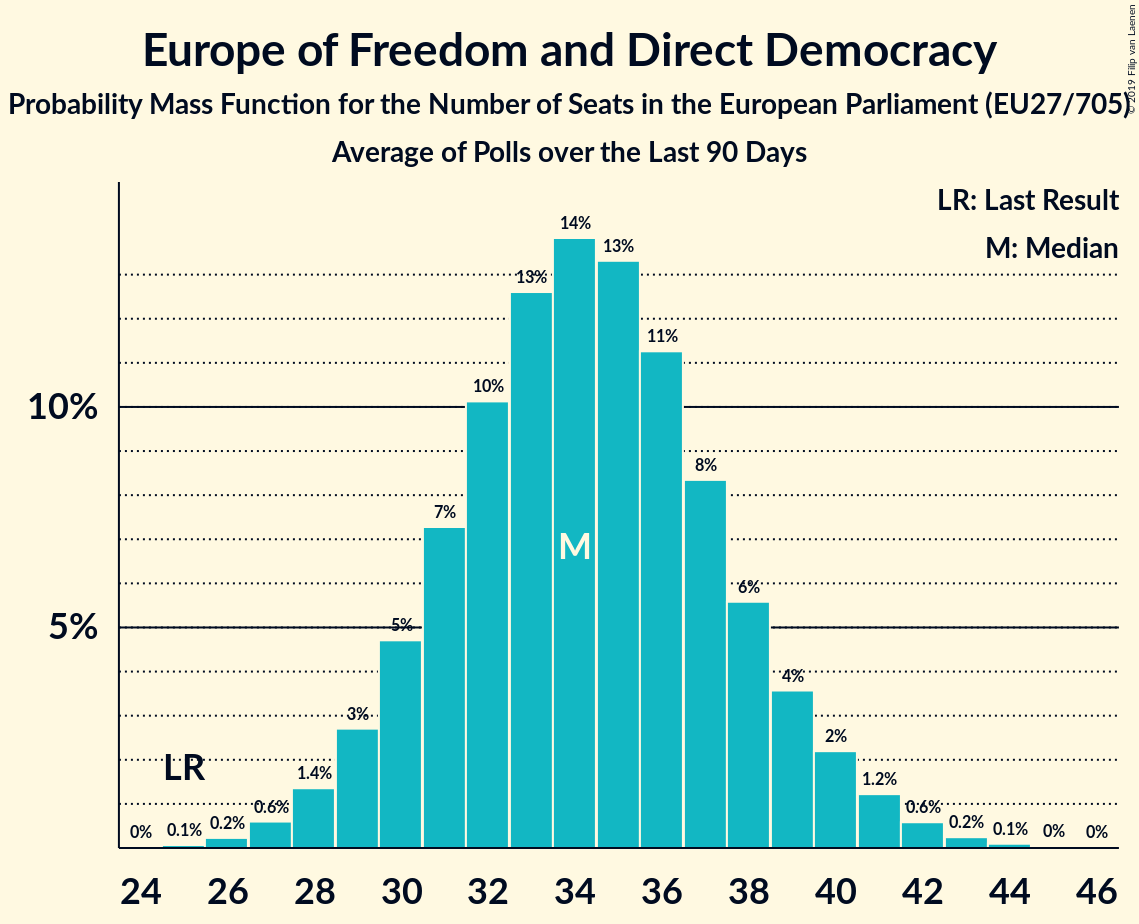 Europe of Freedom and Direct Democracy
Probability Mass Function for the Number of Seats in the European Parliament (EU27/705)
Average of Polls over the Last 90 Days
© 2019 Filip van Laenen
LR: Last Result
M: Median
10%
5%
0%
0.1%
0.2%
0.6%
1.4%
3%
5%
7%
10%
13%
14%
13%
11%
8%
6%
4%
2%
1.2%
0.6%
0.2%
0.1%
0%
0%
LR
M
24 26 28 30 32 34 36 38 40 42 44 46